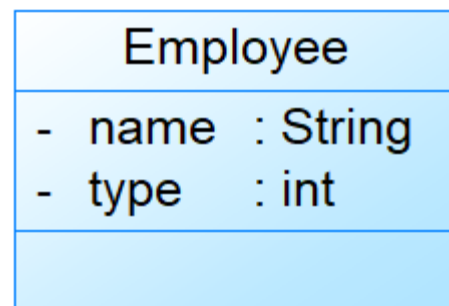 Employee
- name : String
- type : int